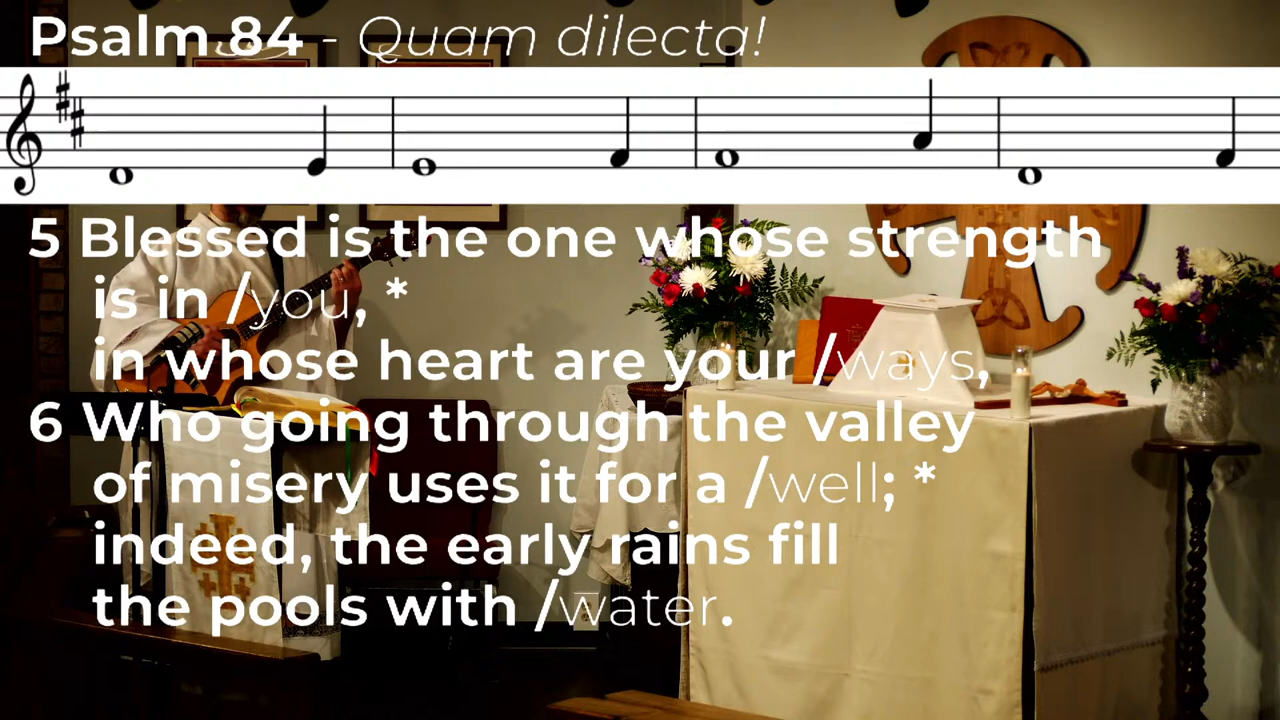 Psalm 84 - Quam dilecta!
5 Blessed is the one whose strength
is in /you, *
in whose heart are your /ways,
6 Who going through the valley
of misery uses it for a /well; *
indeed, the early rains fill
the pools with /water.